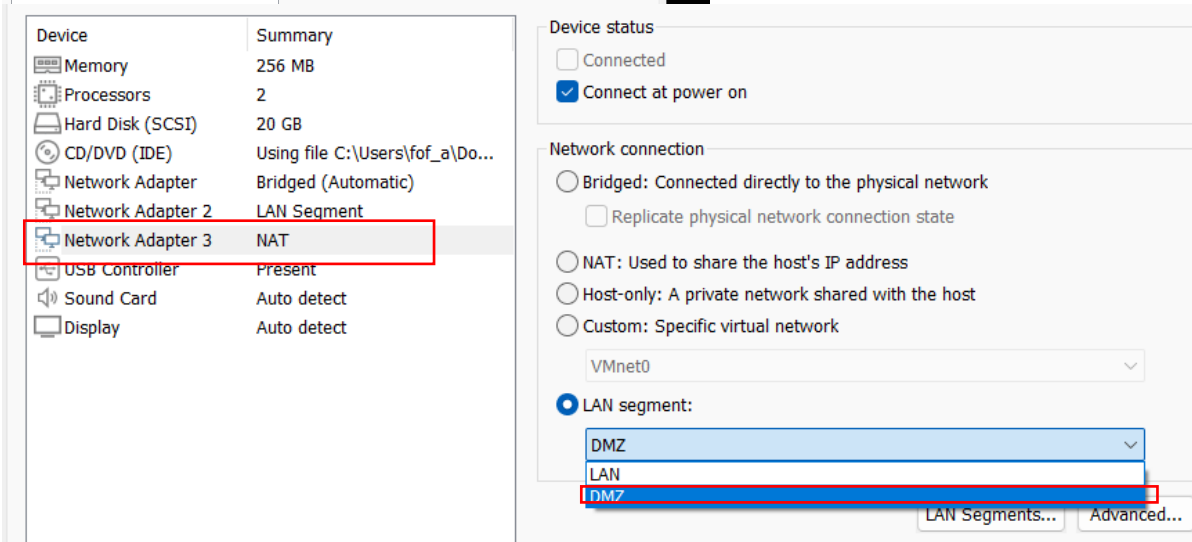 Device Summary
Memory 256 MB
Processors 2
Hard Disk (SCSI) 20 GB
CD/DVD (IDE) Using file C:\Users\fof_a\Do...
Network Adapter Bridged (Automatic)
Network Adapter 2 LAN Segment
Network Adapter 3 NAT
USB Controller Present
Sound Card Auto detect
Display Auto detect
Device status
Connected
Connect at power on
Network connection
Bridged: Connected directly to the physical network
Replicate physical network connection state
NAT: Used to share the host's IP address
Host-only: A private network shared with the host
Custom: Specific virtual network
VMnet0
LAN segment:
DMZ
LAN
DMZ
LAN Segments... Advanced...